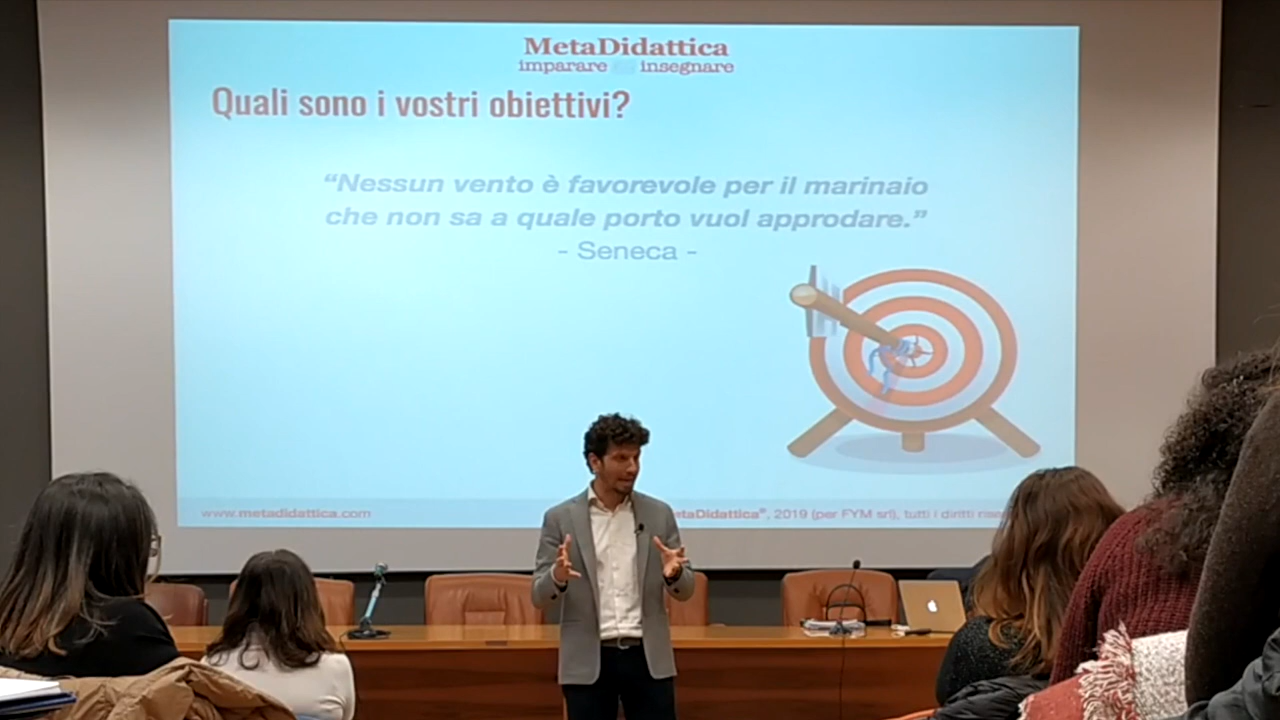 MetaDidattica
imparare ad insegnare
Quali sono i vostri obiettivi?
“Nessun vento è favorevole per il marinaio
che non sa a quale porto vuol approdare.”
- Seneca -
www.metadidattica.com
MetaDidattica®, 2019 (per FYM srl), tutti i diritti